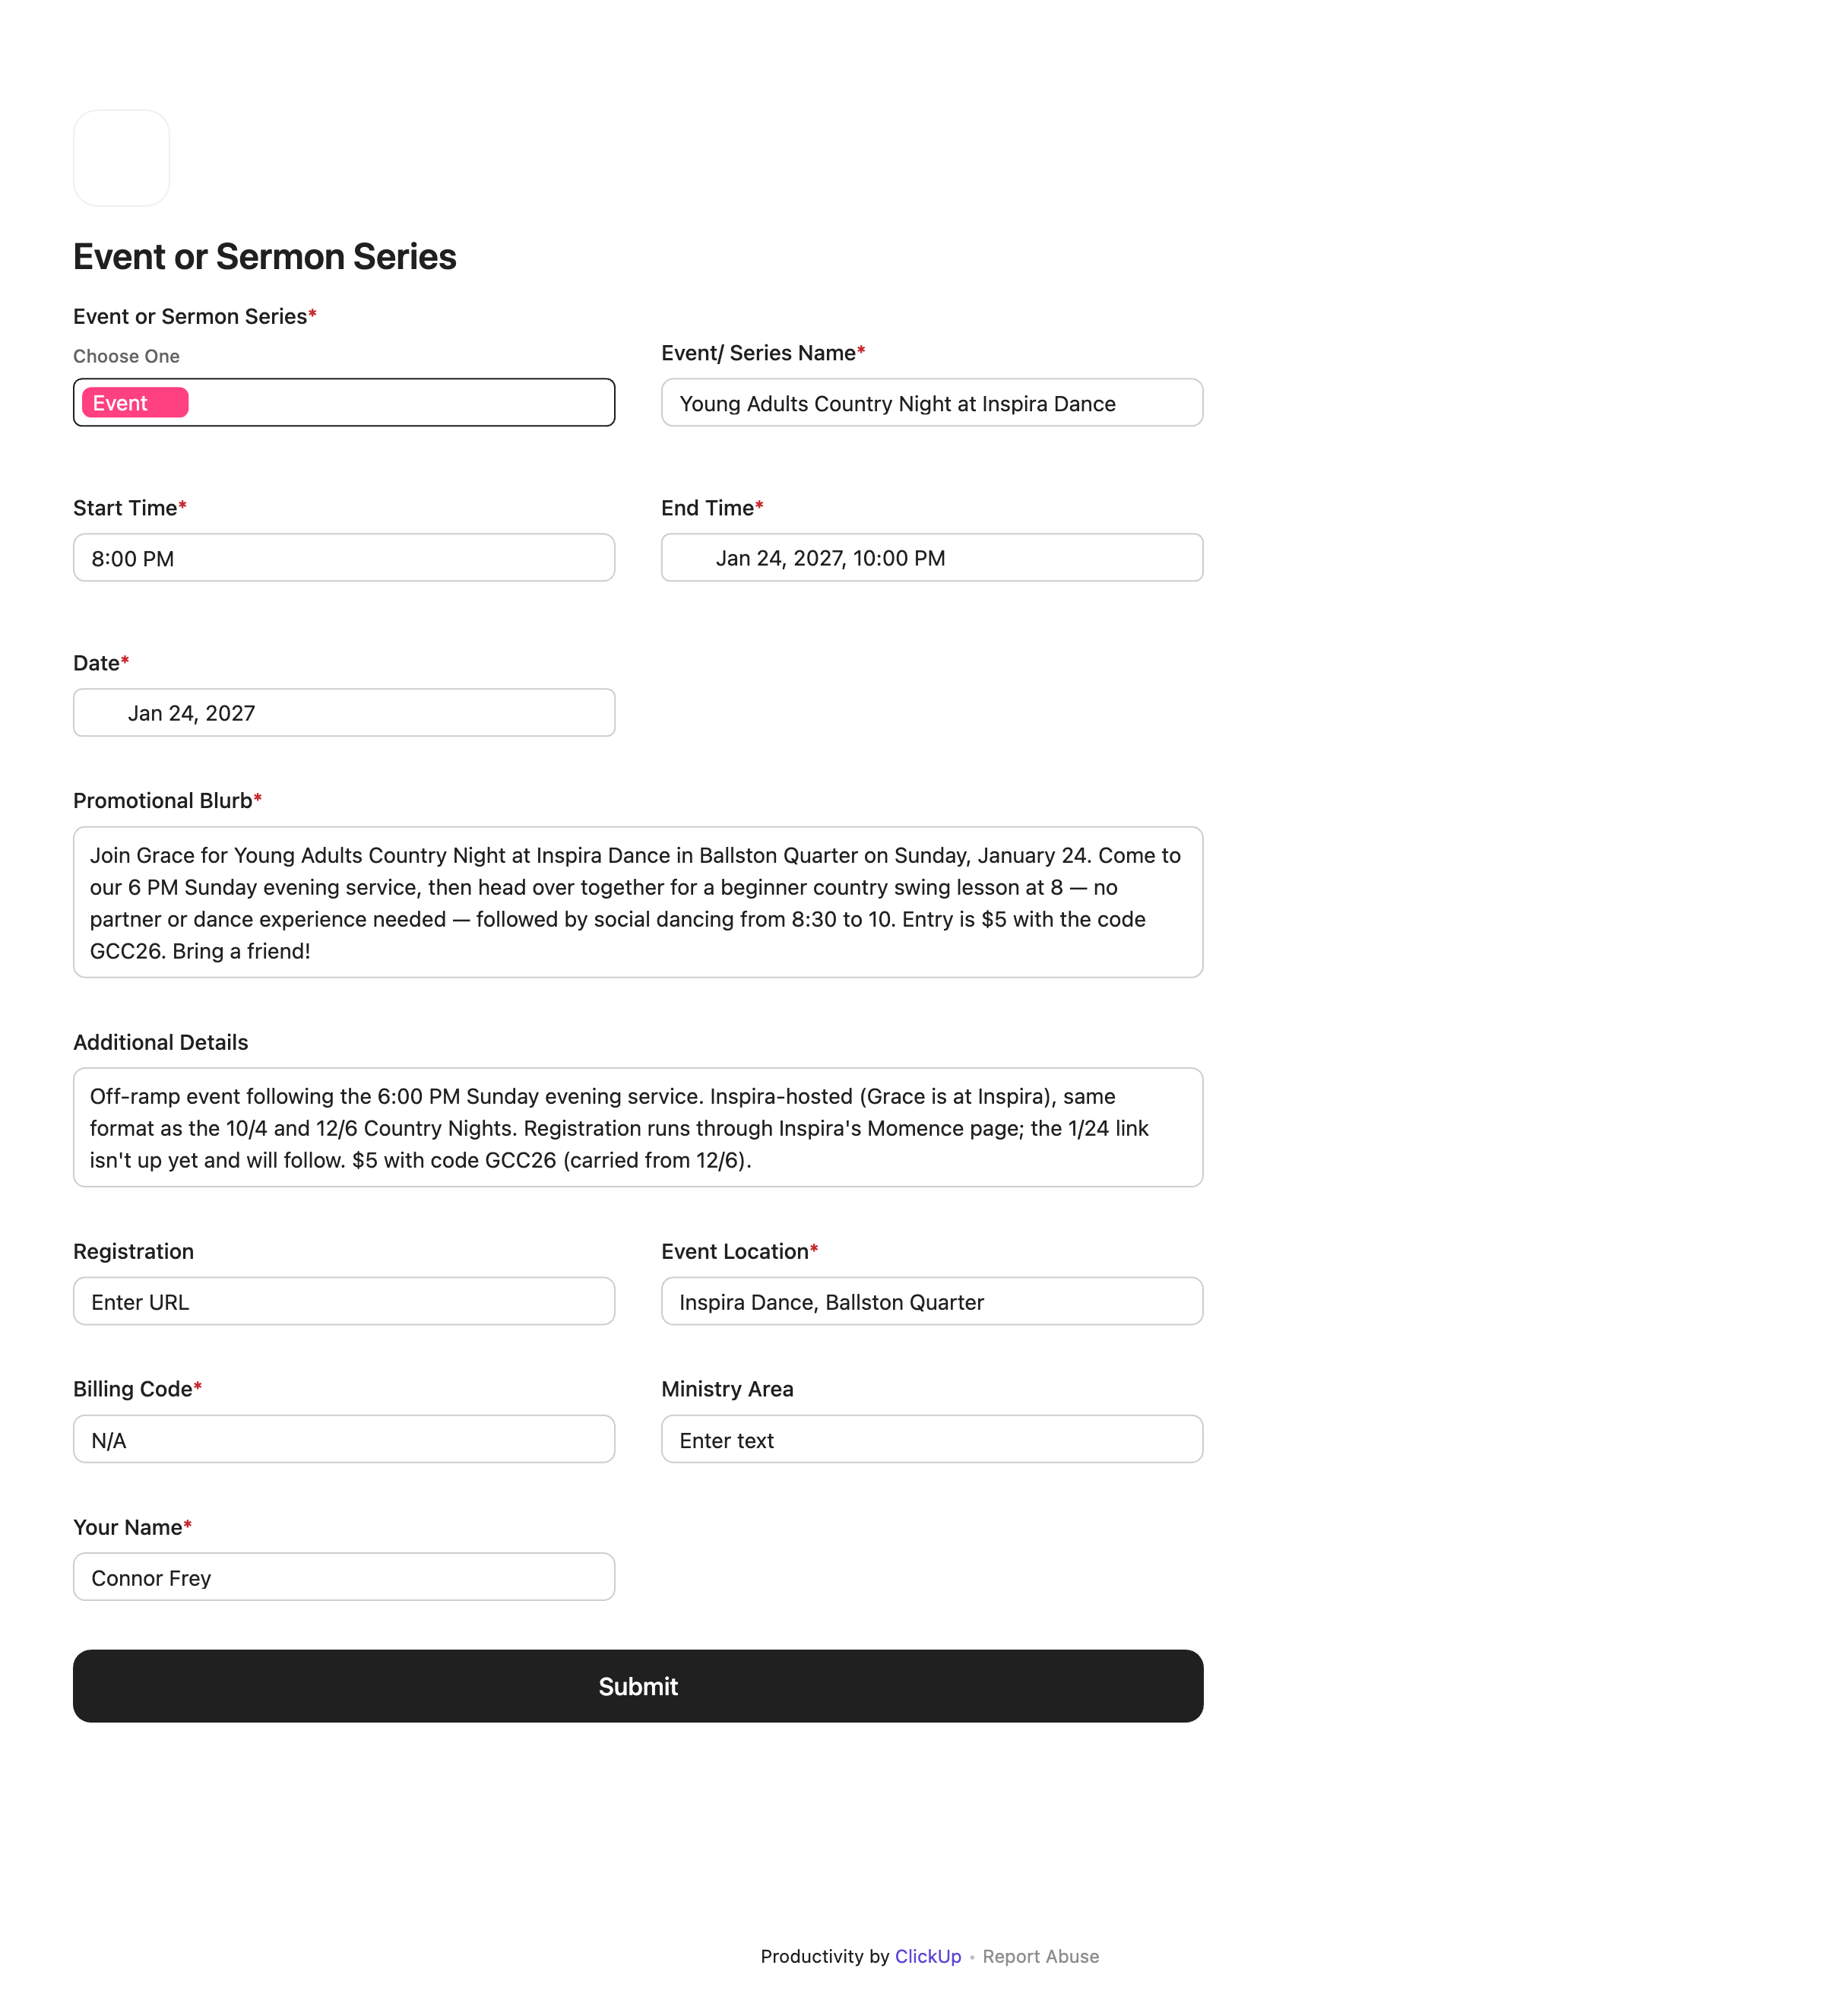 Event or Sermon Series
Event or Sermon Series*
Choose One
Event
Event/ Series Name*
Young Adults Country Night at Inspira Dance
Start Time*
8:00 PM
End Time*
Jan 24, 2027, 10:00 PM
Date*
Jan 24, 2027
Promotional Blurb*
Join Grace for Young Adults Country Night at Inspira Dance in Ballston Quarter on Sunday, January 24. Come to
our 6 PM Sunday evening service, then head over together for a beginner country swing lesson at 8 — no
partner or dance experience needed — followed by social dancing from 8:30 to 10. Entry is $5 with the code
GCC26. Bring a friend!
Additional Details
Off-ramp event following the 6:00 PM Sunday evening service. Inspira-hosted (Grace is at Inspira), same
format as the 10/4 and 12/6 Country Nights. Registration runs through Inspira's Momence page; the 1/24 link
isn't up yet and will follow. $5 with code GCC26 (carried from 12/6).
Registration
Enter URL
Event Location*
Inspira Dance, Ballston Quarter
Billing Code*
N/A
Ministry Area
Enter text
Your Name*
Connor Frey
Submit
Productivity by ClickUp • Report Abuse